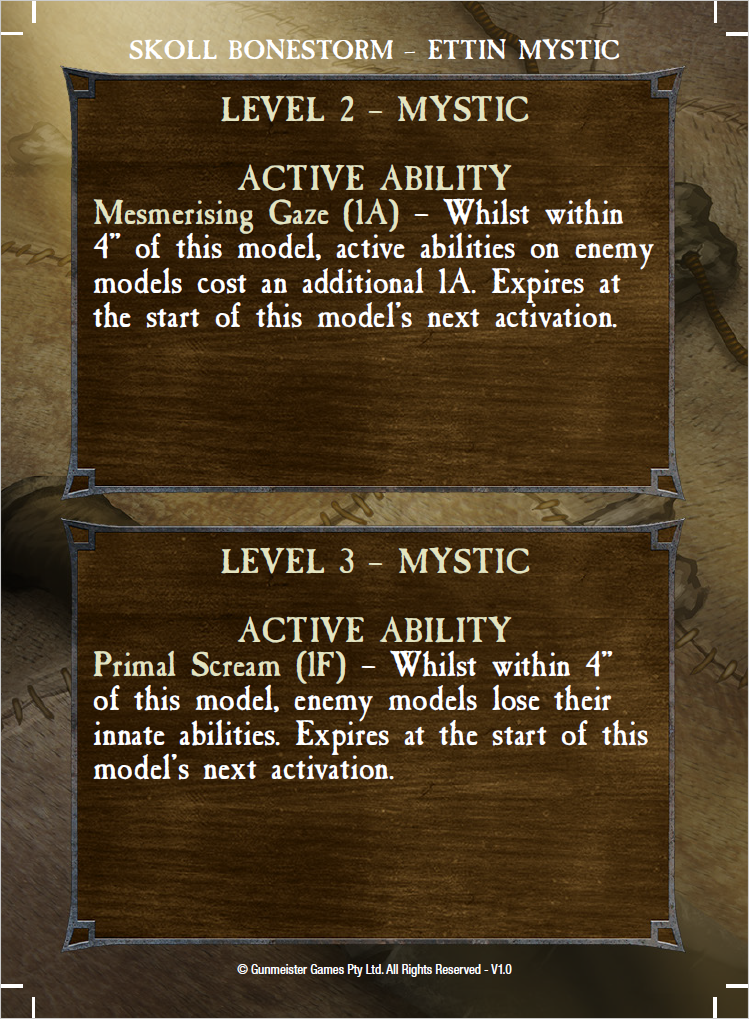 SKOLL BONESTORM – ETTIN MYSTIC
LEVEL 2 – MYSTIC
ACTIVE ABILITY
Mesmerising Gaze (1A) – Whilst within
4” of this model, active abilities on enemy
models cost an additional 1A. Expires at
the start of this model’s next activation.
LEVEL 3 – MYSTIC
ACTIVE ABILITY
Primal Scream (1F) – Whilst within 4”
of this model, enemy models lose their
innate abilities. Expires at the start of this
model’s next activation.
© Gunmeister Games Pty Ltd. All Rights Reserved - V1.0